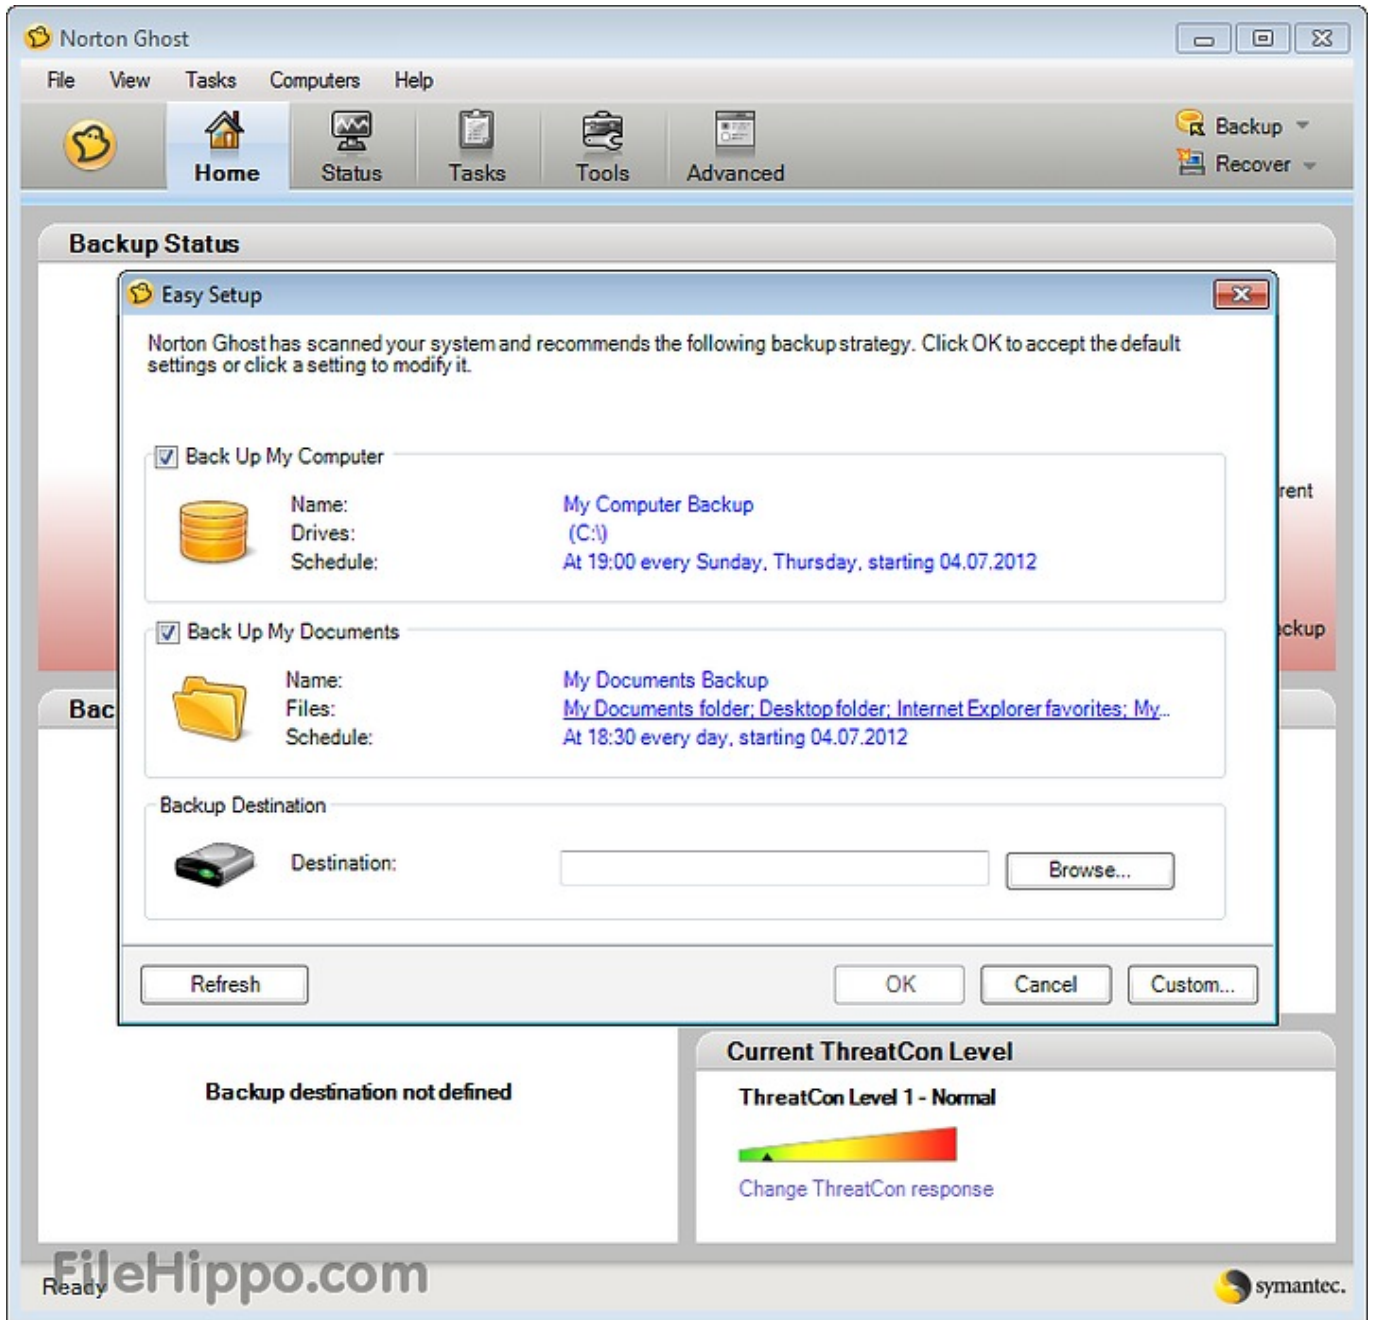 Norton Ghost
File View Tasks Computers Help
Home Status Tasks Tools Advanced
Backup
Recover
Backup Status
Easy Setup
Norton Ghost has scanned your system and recommends the following backup strategy. Click OK to accept the default
settings or click a setting to modify it.
Back Up My Computer
Name: My Computer Backup
Drives: (C:\)
Schedule: At 19:00 every Sunday, Thursday, starting 04.07.2012
rent
Back Up My Documents
ckup
Name: My Documents Backup
Files: My Documents folder; Desktop folder; Internet Explorer favorites; My...
Schedule: At 18:30 every day, starting 04.07.2012
Bac
Backup Destination
Destination: Browse...
Refresh OK Cancel Custom...
Backup destination not defined
Current ThreatCon Level
ThreatCon Level 1 - Normal
Change ThreatCon response
FileHippo.com
Ready
symantec.